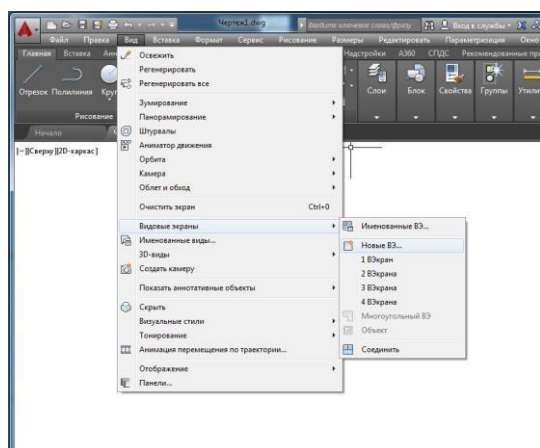 Чертеж1.dwg
Введите ключевое слово/фразу
Вход в службы
Файл Правка Вид Вставка Формат Сервис Рисование Размеры Редактировать Параметризация Окно
Главная Вставка
Надстройки A360 СПДС Рекомендованные
Отрезок Полилиния
Слои Блок Свойства Группы
Рисование
Начало
[−][Сверху][2D-каркас]
Освежить
Регенерировать
Регенерировать все
Зумирование
Панорамирование
Штурвалы
Аниматор движения
Орбита
Камера
Облет и обход
Очистить экран Ctrl+0
Видовые экраны
Именованные виды...
3D-виды
Создать камеру
Показать аннотативные объекты
Скрыть
Визуальные стили
Тонирование
Анимация перемещения по траектории...
Отображение
Панели...
Именованные ВЭ...
Новые ВЭ...
1 ВЭкран
2 ВЭкрана
3 ВЭкрана
4 ВЭкрана
Многоугольный ВЭ
Объект
Соединить